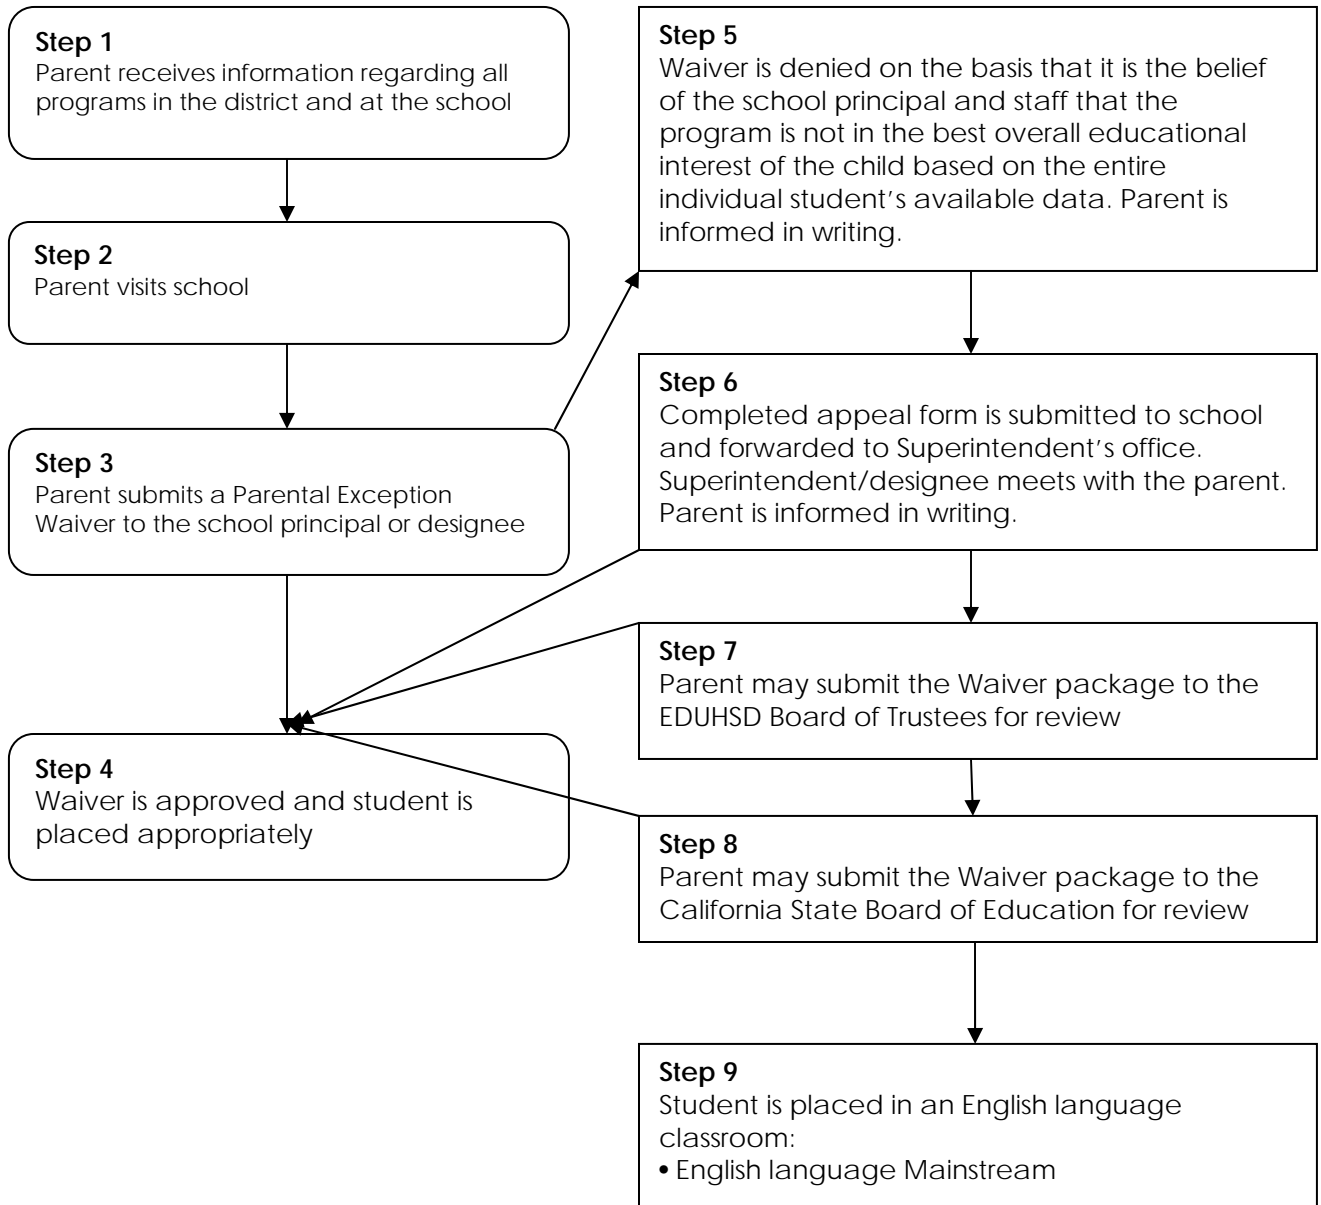 Step 1
Parent receives information regarding all
programs in the district and at the school
Step 2
Parent visits school
Step 3
Parent submits a Parental Exception
Waiver to the school principal or designee
Step 4
Waiver is approved and student is
placed appropriately
Step 5
Waiver is denied on the basis that it is the belief
of the school principal and staff that the
program is not in the best overall educational
interest of the child based on the entire
individual student’s available data. Parent is
informed in writing.
Step 6
Completed appeal form is submitted to school
and forwarded to Superintendent’s office.
Superintendent/designee meets with the parent.
Parent is informed in writing.
Step 7
Parent may submit the Waiver package to the
EDUHSD Board of Trustees for review
Step 8
Parent may submit the Waiver package to the
California State Board of Education for review
Step 9
Student is placed in an English language
classroom:
• English language Mainstream